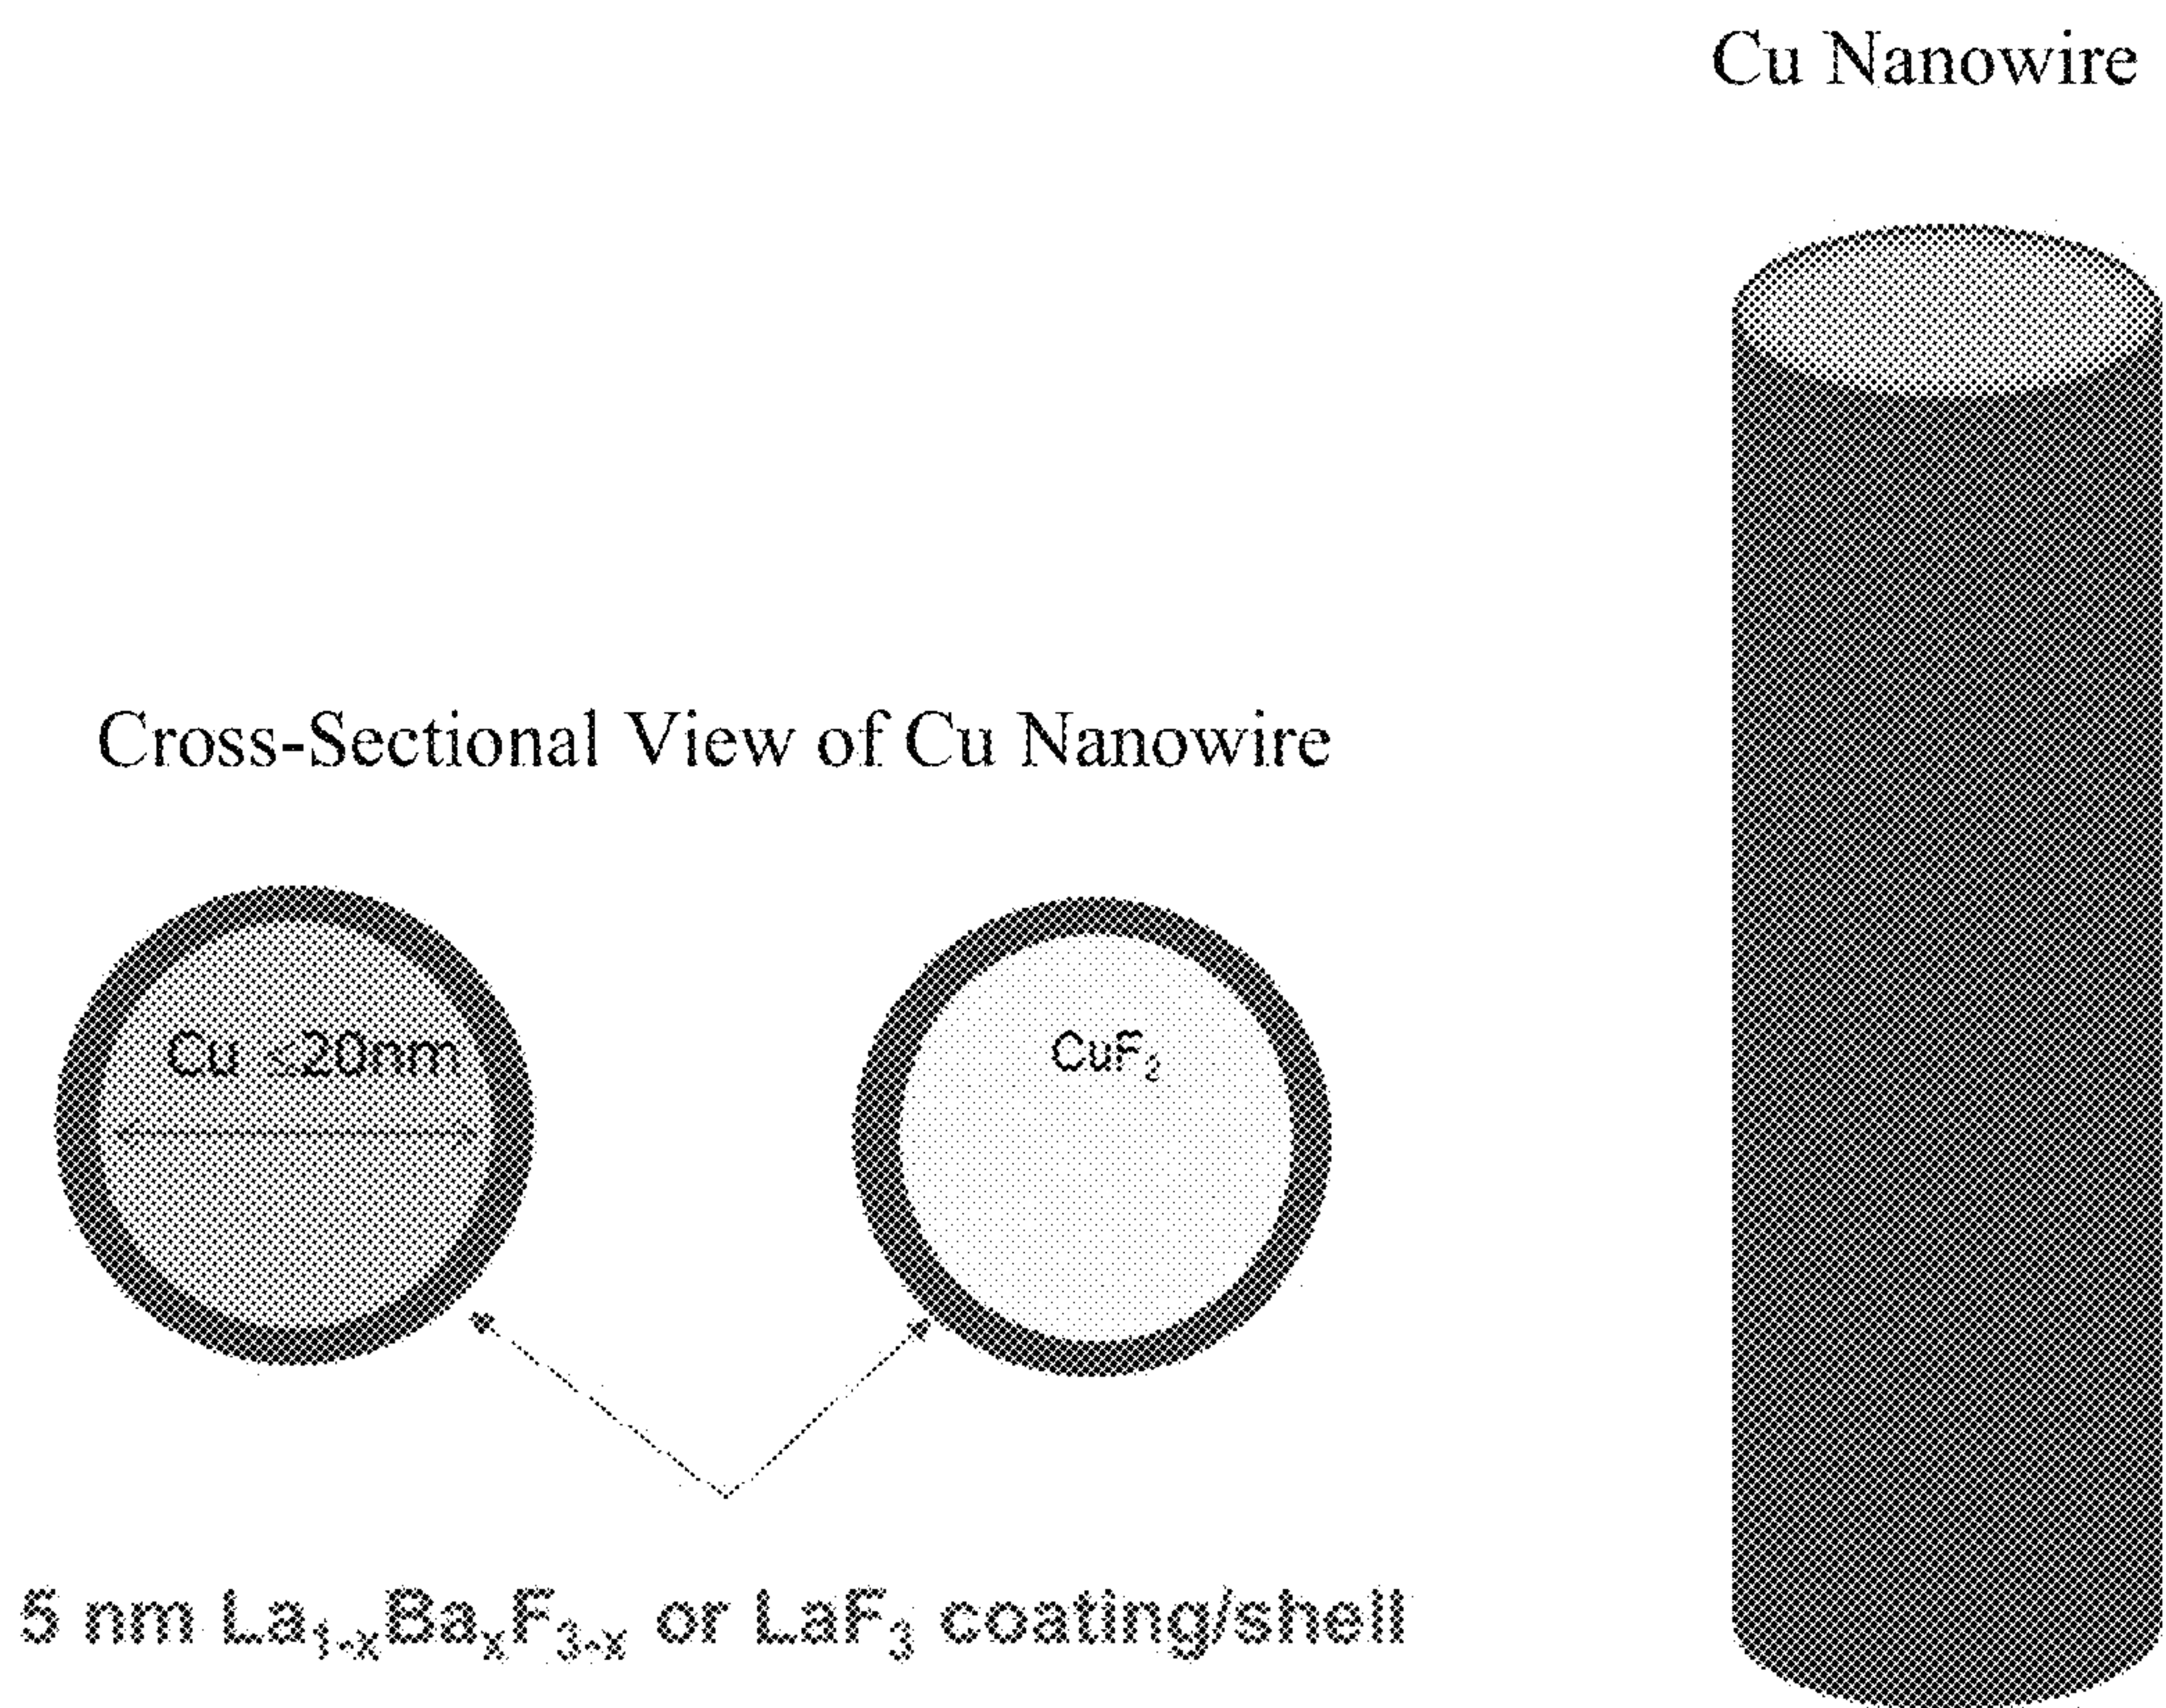 Cu Nanowire
Cross-Sectional View of Cu Nanowire
Cu ≤20nm
CuF₂
5 nm La₁₋ₓBaₓF₃₋ₓ or LaF₃ coating/shell